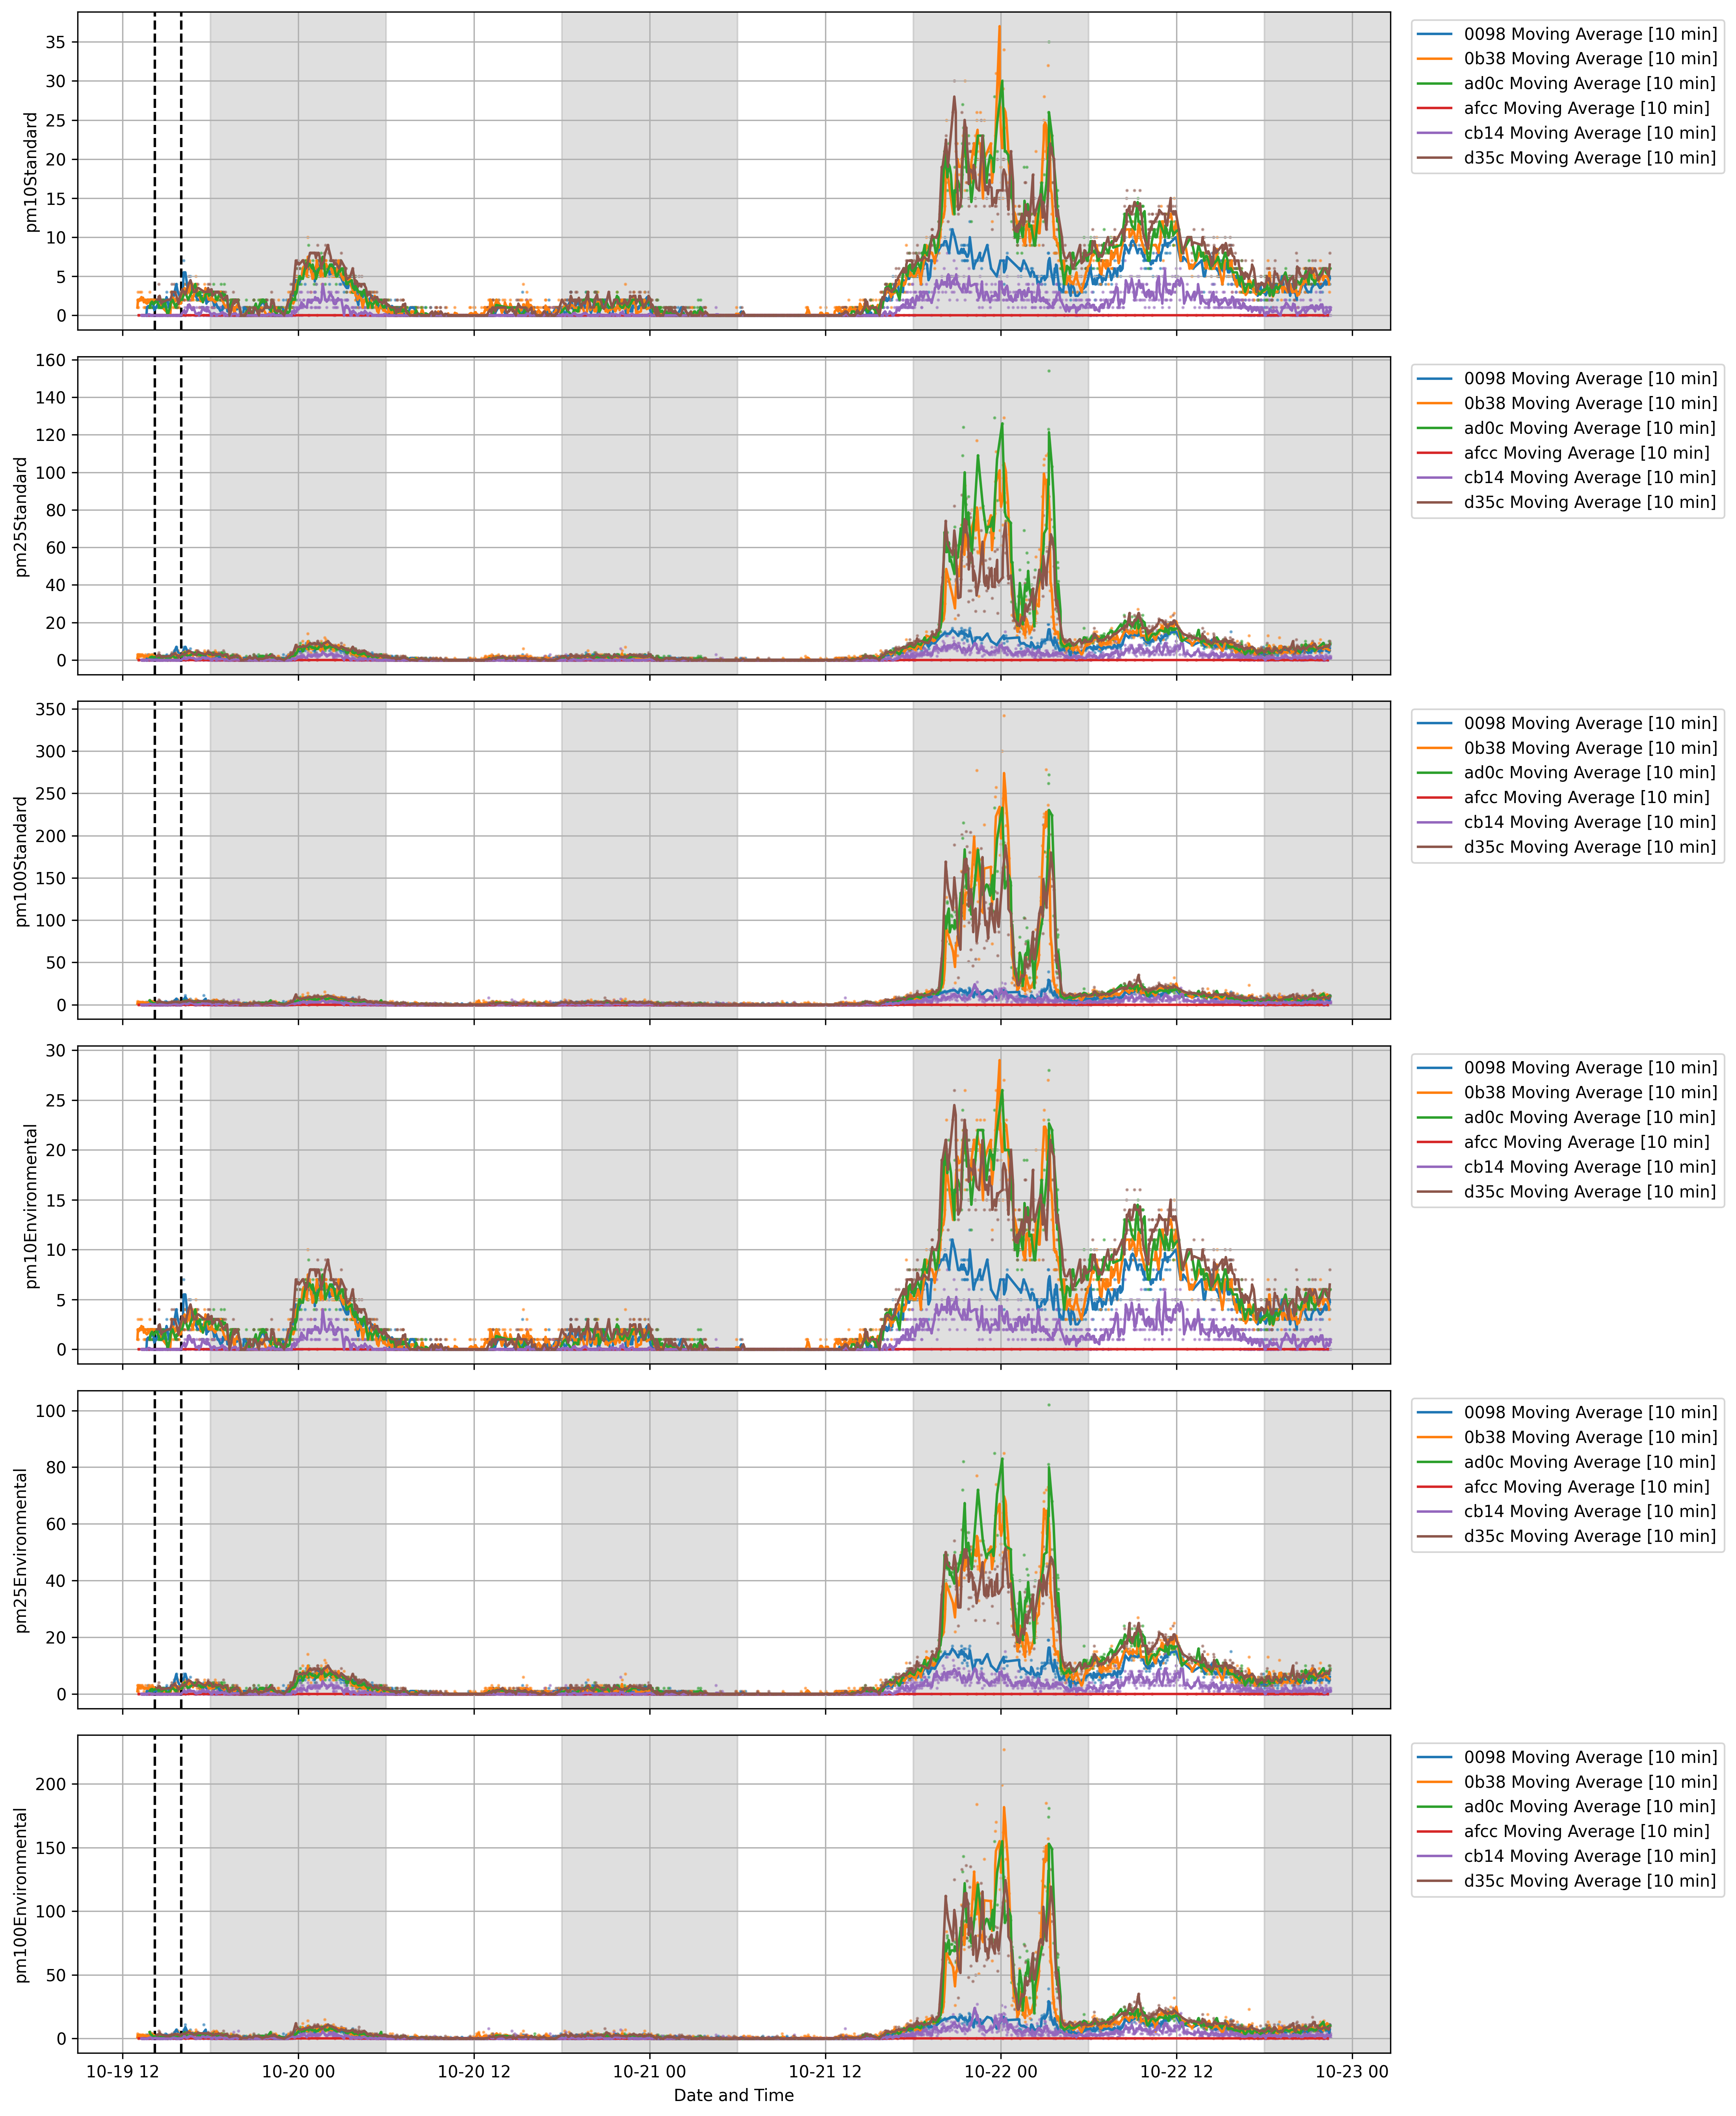 35
30
25
20
15
10
5
0
pm10Standard
0098 Moving Average [10 min]
0b38 Moving Average [10 min]
ad0c Moving Average [10 min]
afcc Moving Average [10 min]
cb14 Moving Average [10 min]
d35c Moving Average [10 min]
160
140
120
100
80
60
40
20
0
pm25Standard
0098 Moving Average [10 min]
0b38 Moving Average [10 min]
ad0c Moving Average [10 min]
afcc Moving Average [10 min]
cb14 Moving Average [10 min]
d35c Moving Average [10 min]
350
300
250
200
150
100
50
0
pm100Standard
0098 Moving Average [10 min]
0b38 Moving Average [10 min]
ad0c Moving Average [10 min]
afcc Moving Average [10 min]
cb14 Moving Average [10 min]
d35c Moving Average [10 min]
30
25
20
15
10
5
0
pm10Environmental
0098 Moving Average [10 min]
0b38 Moving Average [10 min]
ad0c Moving Average [10 min]
afcc Moving Average [10 min]
cb14 Moving Average [10 min]
d35c Moving Average [10 min]
100
80
60
40
20
0
pm25Environmental
0098 Moving Average [10 min]
0b38 Moving Average [10 min]
ad0c Moving Average [10 min]
afcc Moving Average [10 min]
cb14 Moving Average [10 min]
d35c Moving Average [10 min]
200
150
100
50
0
pm100Environmental
0098 Moving Average [10 min]
0b38 Moving Average [10 min]
ad0c Moving Average [10 min]
afcc Moving Average [10 min]
cb14 Moving Average [10 min]
d35c Moving Average [10 min]
10-19 12 10-20 00 10-20 12 10-21 00 10-21 12 10-22 00 10-22 12 10-23 00
Date and Time